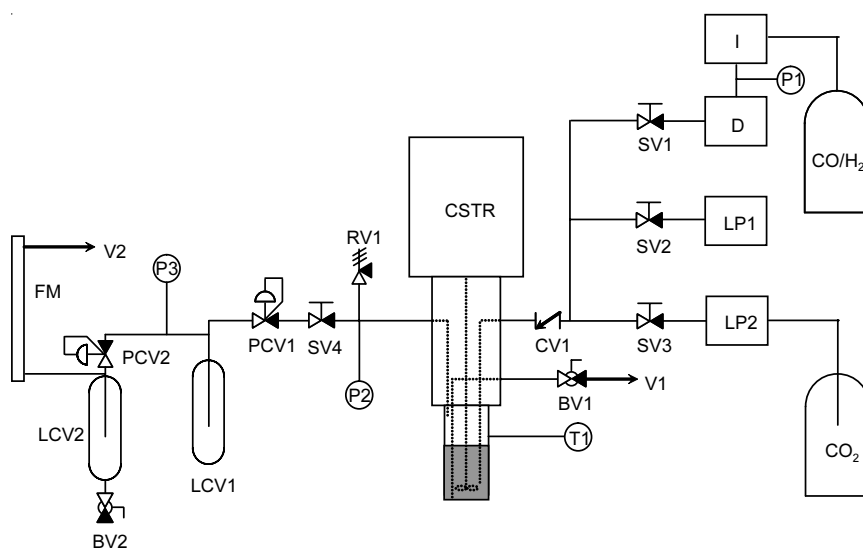 I
P1
D
SV1
CO/H₂
CSTR
RV1
SV2
LP1
V2
P3
FM
PCV2
PCV1
SV4
CV1
SV3
LP2
P2
BV1
V1
LCV2
T1
LCV1
CO₂
BV2